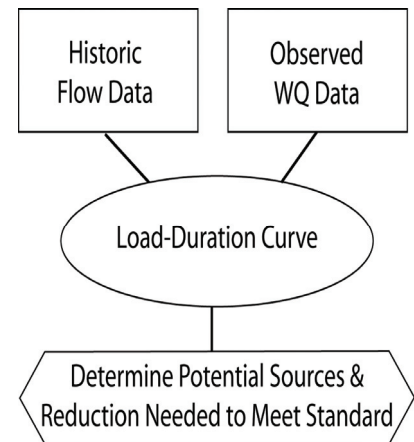 Historic
Flow Data
Observed
WQ Data
Load-Duration Curve
Determine Potential Sources &
Reduction Needed to Meet Standard